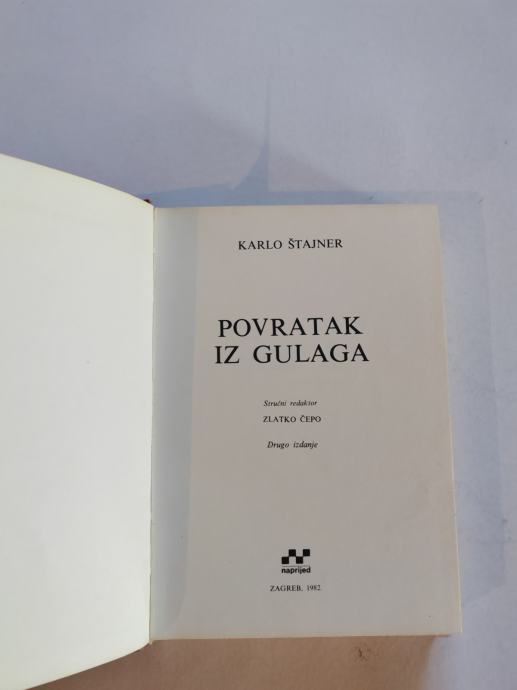 KARLO ŠTAJNER
POVRATAK
IZ GULAGA
Stručni redaktor
ZLATKO ČEPO
Drugo izdanje
naprijed
ZAGREB, 1982.